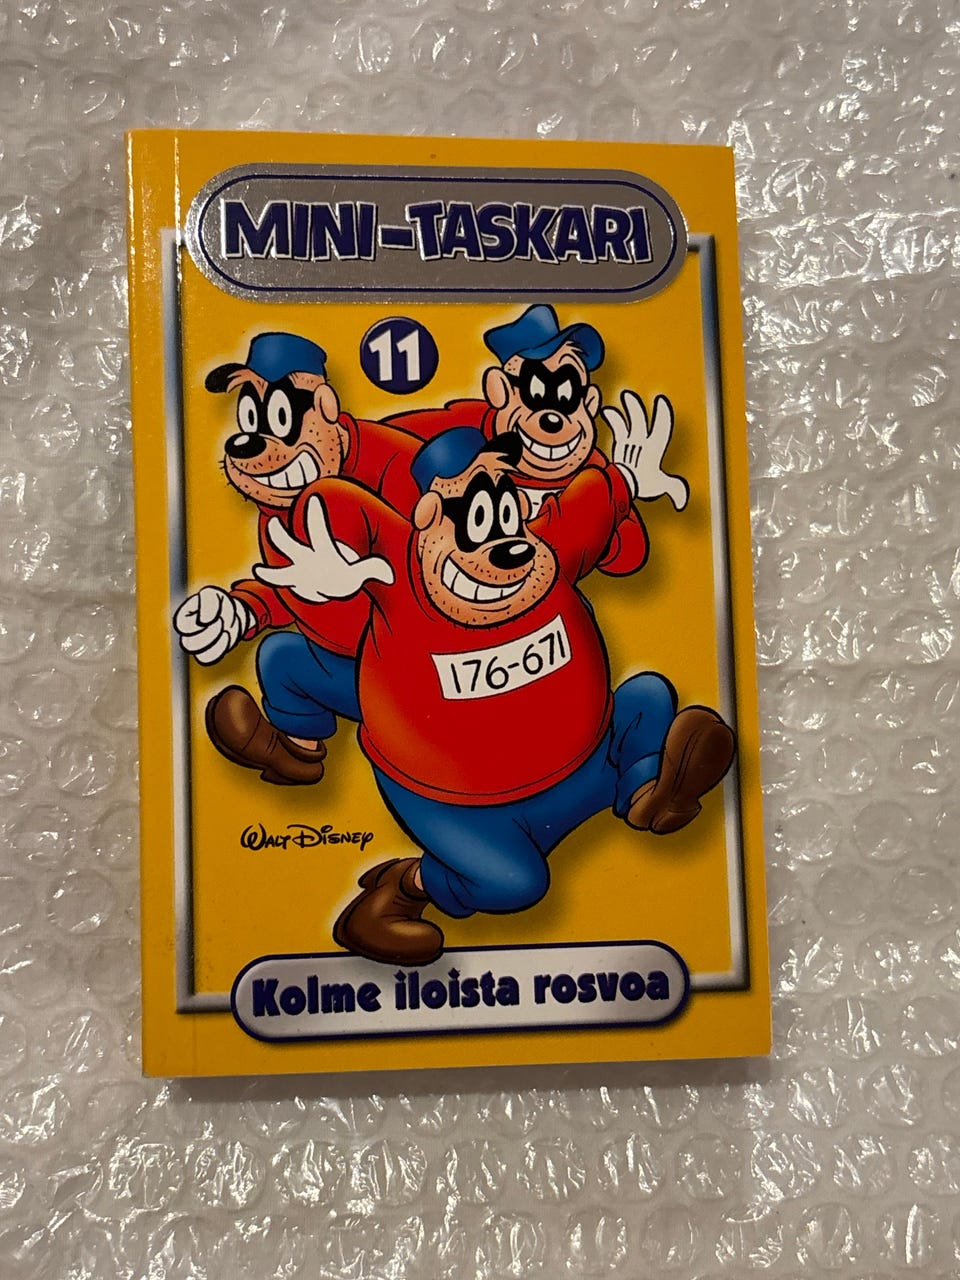 MINI-TASKARI
11
176-671
WALT DISNEY
Kolme iloista rosvoa